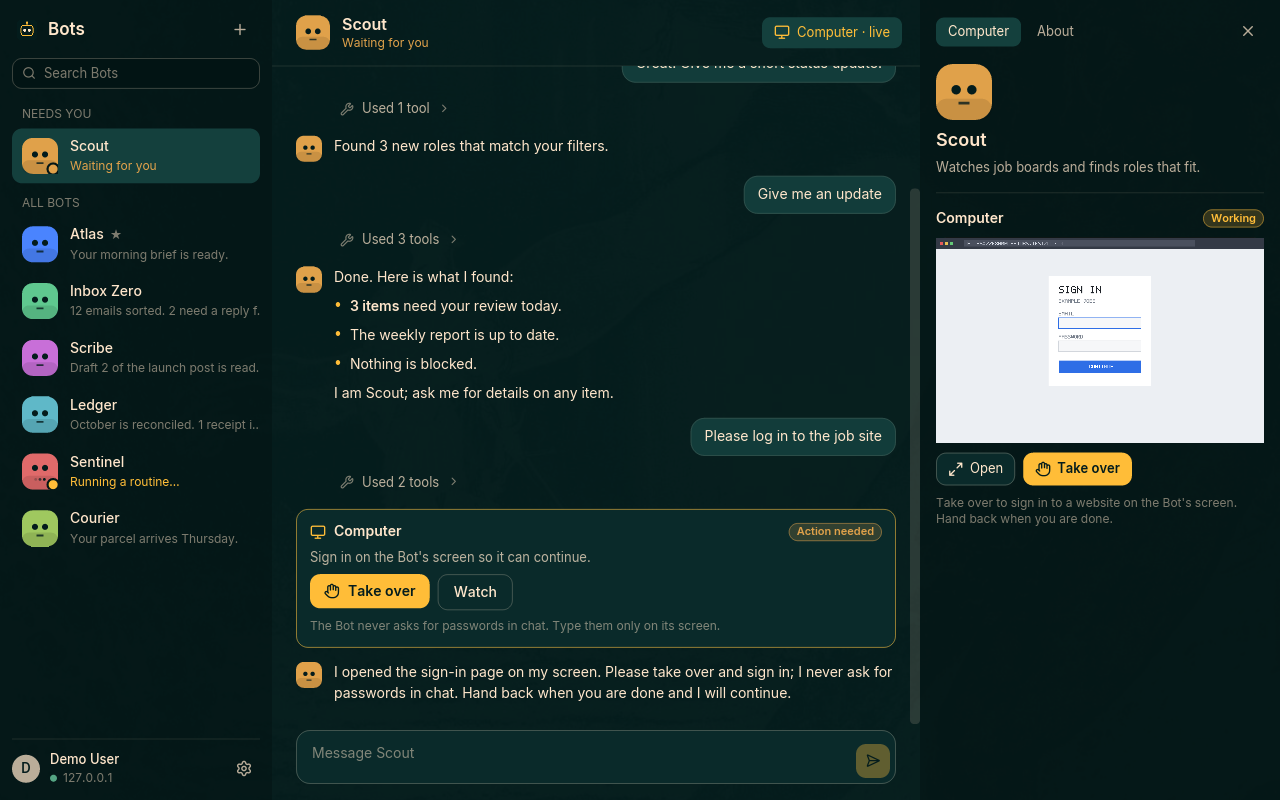 Bots
Search Bots
NEEDS YOU
Scout
Waiting for you
ALL BOTS
Atlas ★
Your morning brief is ready.
Inbox Zero
12 emails sorted. 2 need a reply f.
Scribe
Draft 2 of the launch post is read.
Ledger
October is reconciled. 1 receipt i..
Sentinel
Running a routine...
Courier
Your parcel arrives Thursday.
D
Demo User
127.0.0.1
Scout
Waiting for you
Computer · live
Used 1 tool
Found 3 new roles that match your filters.
Give me an update
Used 3 tools
Done. Here is what I found:
• 3 items need your review today.
• The weekly report is up to date.
• Nothing is blocked.
I am Scout; ask me for details on any item.
Please log in to the job site
Used 2 tools
Computer
Action needed
Sign in on the Bot's screen so it can continue.
Take over
Watch
The Bot never asks for passwords in chat. Type them only on its screen.
I opened the sign-in page on my screen. Please take over and sign in; I never ask for
passwords in chat. Hand back when you are done and I will continue.
Message Scout
Computer
About
Scout
Watches job boards and finds roles that fit.
Computer
Working
SIGN IN
EMAIL
PASSWORD
CONTINUE
Open
Take over
Take over to sign in to a website on the Bot's screen.
Hand back when you are done.